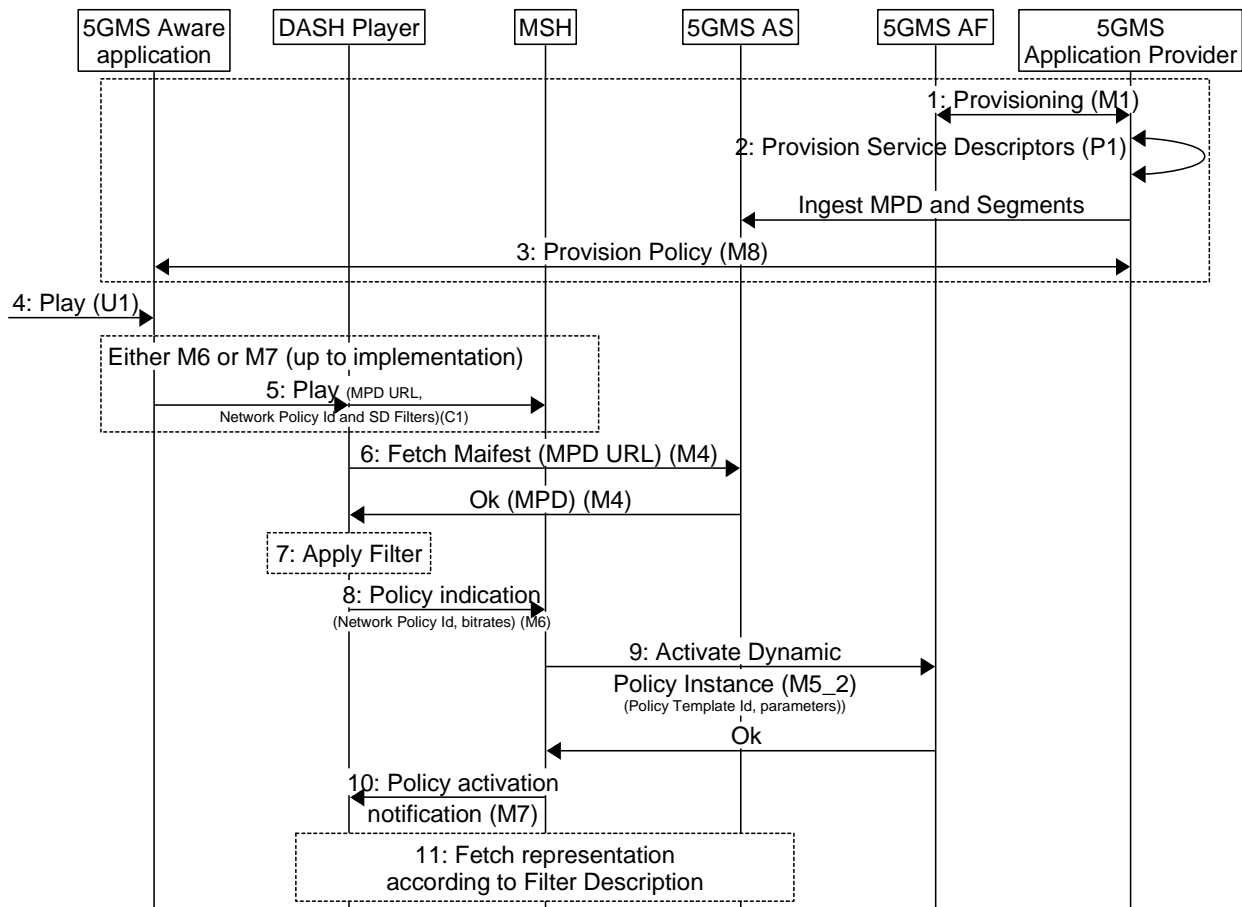 5GMS Aware
application
DASH Player
MSH
5GMS AS
5GMS AF
5GMS
Application Provider
1: Provisioning (M1)
2: Provision Service Descriptors (P1)
Ingest MPD and Segments
3: Provision Policy (M8)
4: Play (U1)
Either M6 or M7 (up to implementation)
5: Play (MPD URL,
Network Policy Id and SD Filters)(C1)
6: Fetch Maifest (MPD URL) (M4)
Ok (MPD) (M4)
7: Apply Filter
8: Policy indication
(Network Policy Id, bitrates) (M6)
9: Activate Dynamic
Policy Instance (M5_2)
(Policy Template Id, parameters))
Ok
10: Policy activation
notification (M7)
11: Fetch representation
according to Filter Description